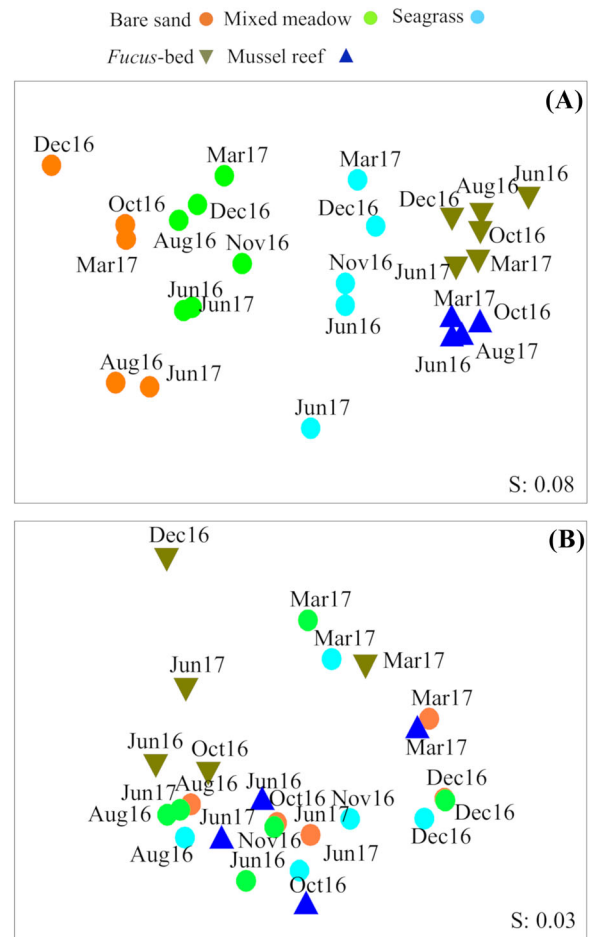 Bare sand Mixed meadow Seagrass
Fucus-bed Mussel reef
(A)
Dec16
Mar17
Mar17
Jun16
Aug16
Dec16
Oct16
Dec16
Dec16
Aug16
Oct16
Mar17
Nov16
Nov16
Jun17
Mar17
Jun16
Jun17
Mar17
Oct16
Jun16
Jun16
Aug17
Aug16
Jun17
Jun17
S: 0.08
(B)
Dec16
Mar17
Mar17
Mar17
Jun17
Mar17
Mar17
Jun16
Oct16
Jun17
Aug16
Jun16
Dec16
Aug16
Jun17
Oct16
Nov16
Jun17
Dec16
Nov16
Dec16
Aug16
Jun16
Jun17
Oct16
S: 0.03